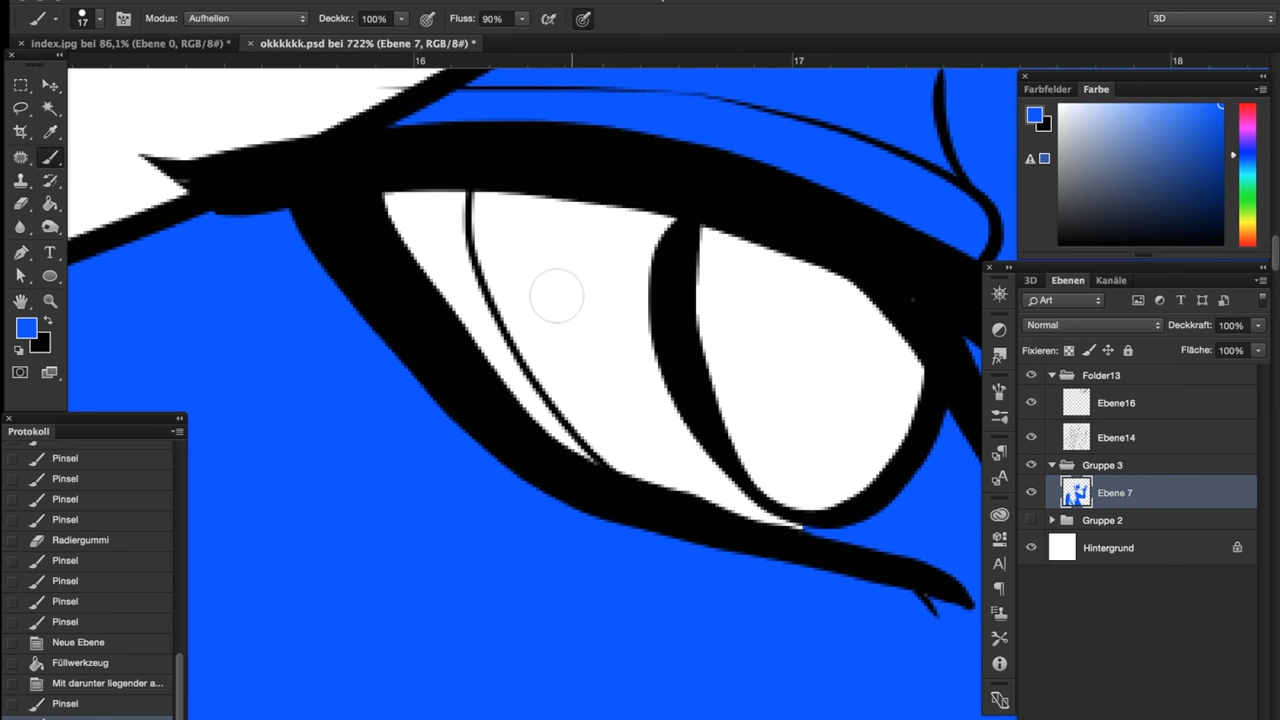 17 Modus: Aufhellen Deckkr.: 100% Fluss: 90% 3D
× index.jpg bei 86,1% (Ebene 0, RGB/8#) * × okkkkkk.psd bei 722% (Ebene 7, RGB/8#) *
16 17 18
Farbfelder Farbe
3D Ebenen Kanäle
Art
Normal Deckkraft: 100%
Fixieren: Fläche: 100%
Folder13
Ebene16
Ebene14
Gruppe 3
Ebene 7
Gruppe 2
Hintergrund
Protokoll
Pinsel
Pinsel
Pinsel
Pinsel
Radiergummi
Pinsel
Pinsel
Pinsel
Pinsel
Neue Ebene
Füllwerkzeug
Mit darunter liegender a...
Pinsel